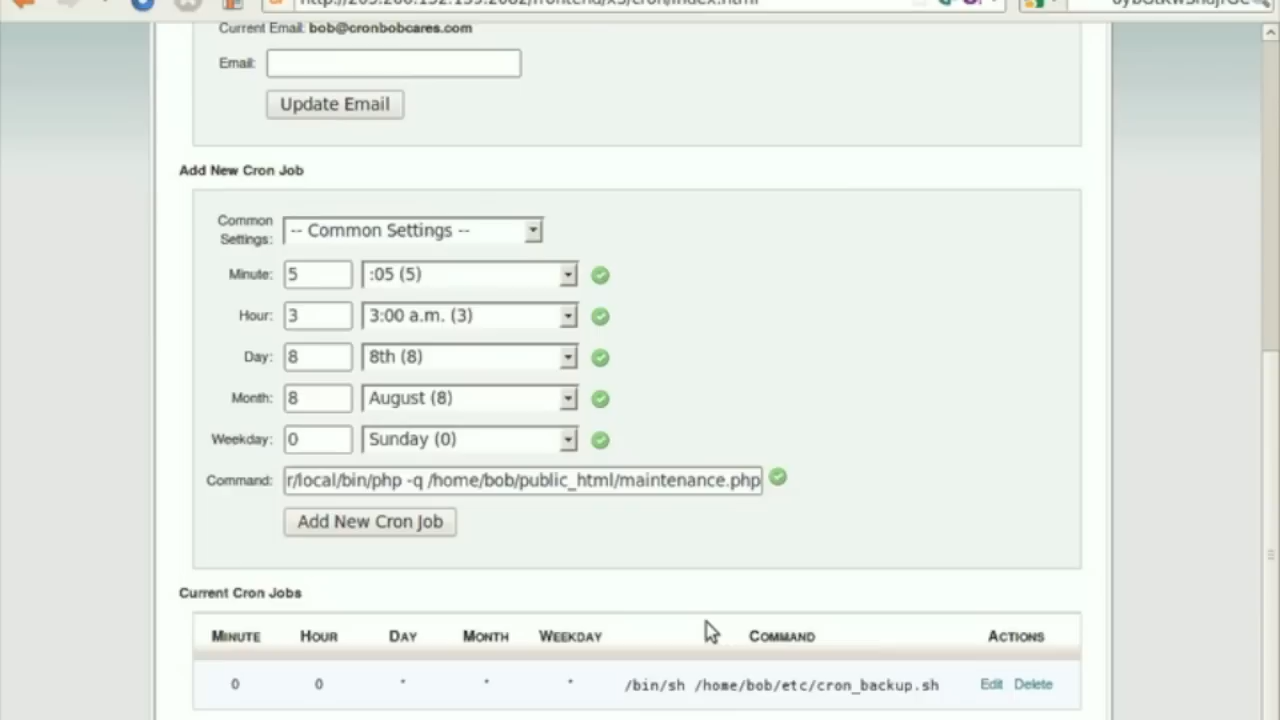 Current Email: bob@cronbobcares.com
Email:
Update Email
Add New Cron Job
Common Settings: -- Common Settings --
Minute: 5 :05 (5)
Hour: 3 3:00 a.m. (3)
Day: 8 8th (8)
Month: 8 August (8)
Weekday: 0 Sunday (0)
Command: r/local/bin/php -q /home/bob/public_html/maintenance.php
Add New Cron Job
Current Cron Jobs
MINUTE HOUR DAY MONTH WEEKDAY COMMAND ACTIONS
0 0 * * * /bin/sh /home/bob/etc/cron_backup.sh Edit Delete